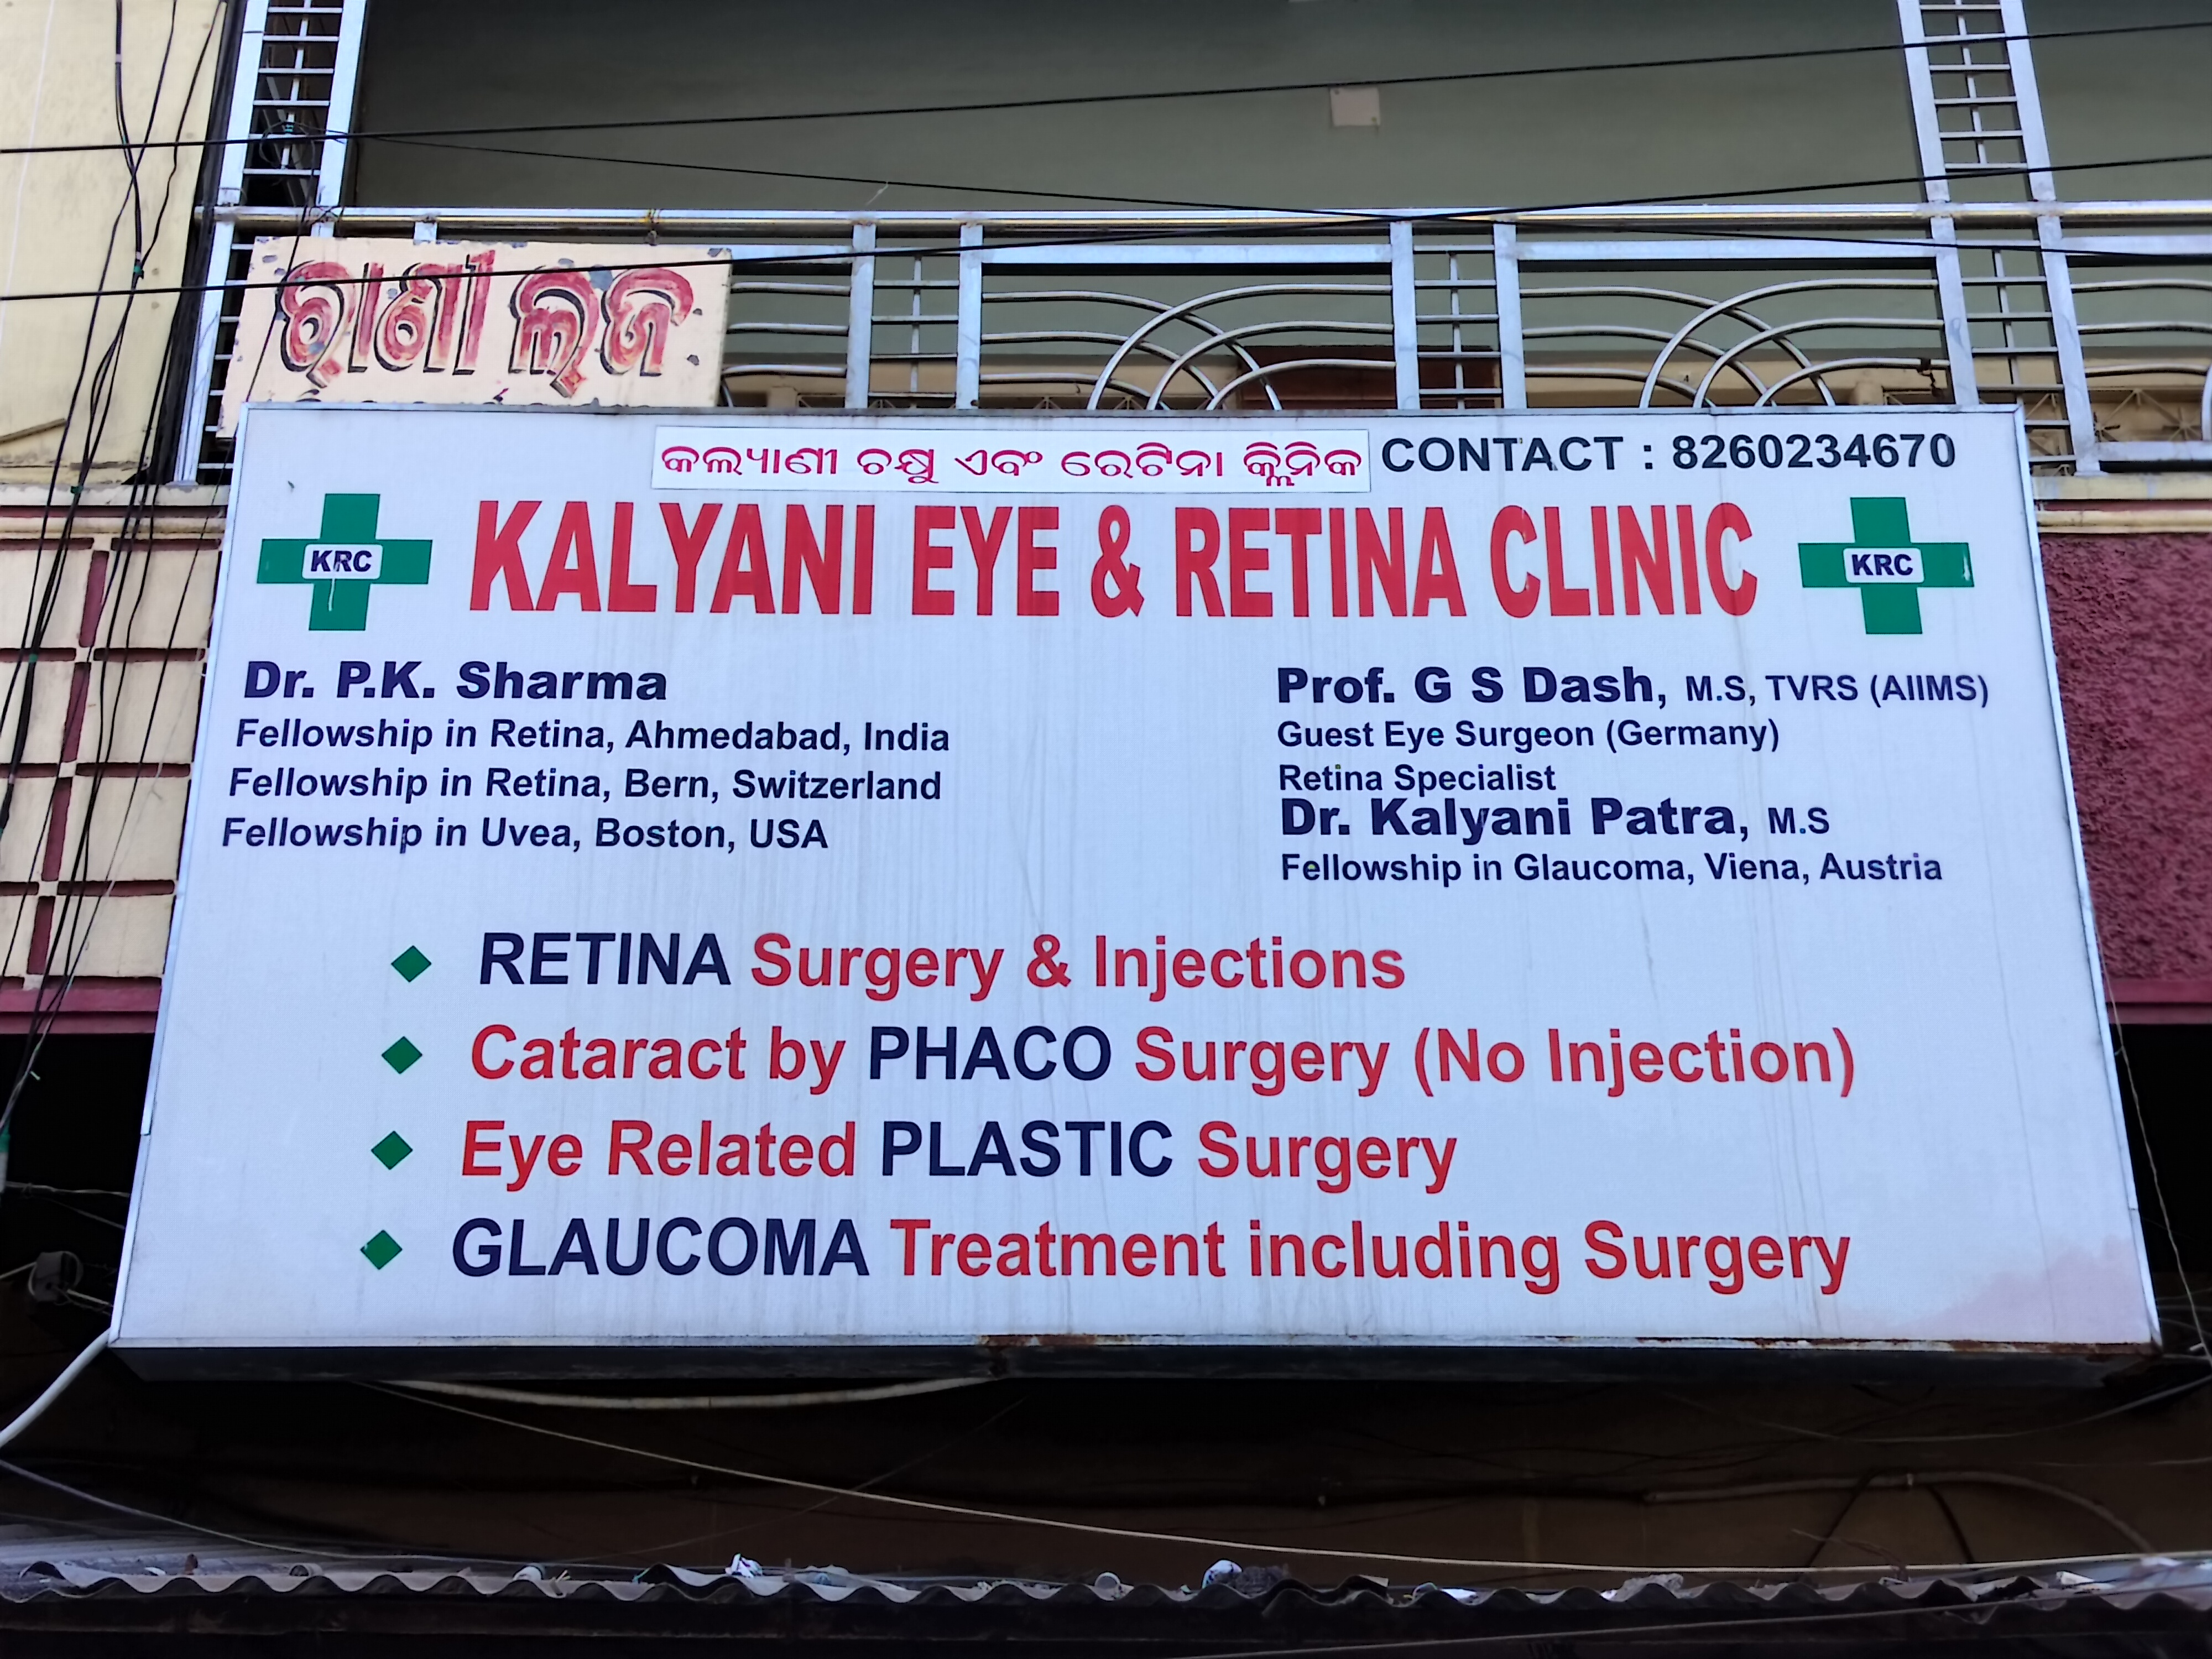 ରାଣୀ ଲଜ
କଲ୍ୟାଣୀ ଚକ୍ଷୁ ଏବଂ ରେଟିନା କ୍ଲିନିକ CONTACT : 8260234670
KRC KALYANI EYE & RETINA CLINIC KRC
Dr. P.K. Sharma
Fellowship in Retina, Ahmedabad, India
Fellowship in Retina, Bern, Switzerland
Fellowship in Uvea, Boston, USA
Prof. G S Dash, M.S, TVRS (AIIMS)
Guest Eye Surgeon (Germany)
Retina Specialist
Dr. Kalyani Patra, M.S
Fellowship in Glaucoma, Viena, Austria
RETINA Surgery & Injections
Cataract by PHACO Surgery (No Injection)
Eye Related PLASTIC Surgery
GLAUCOMA Treatment including Surgery